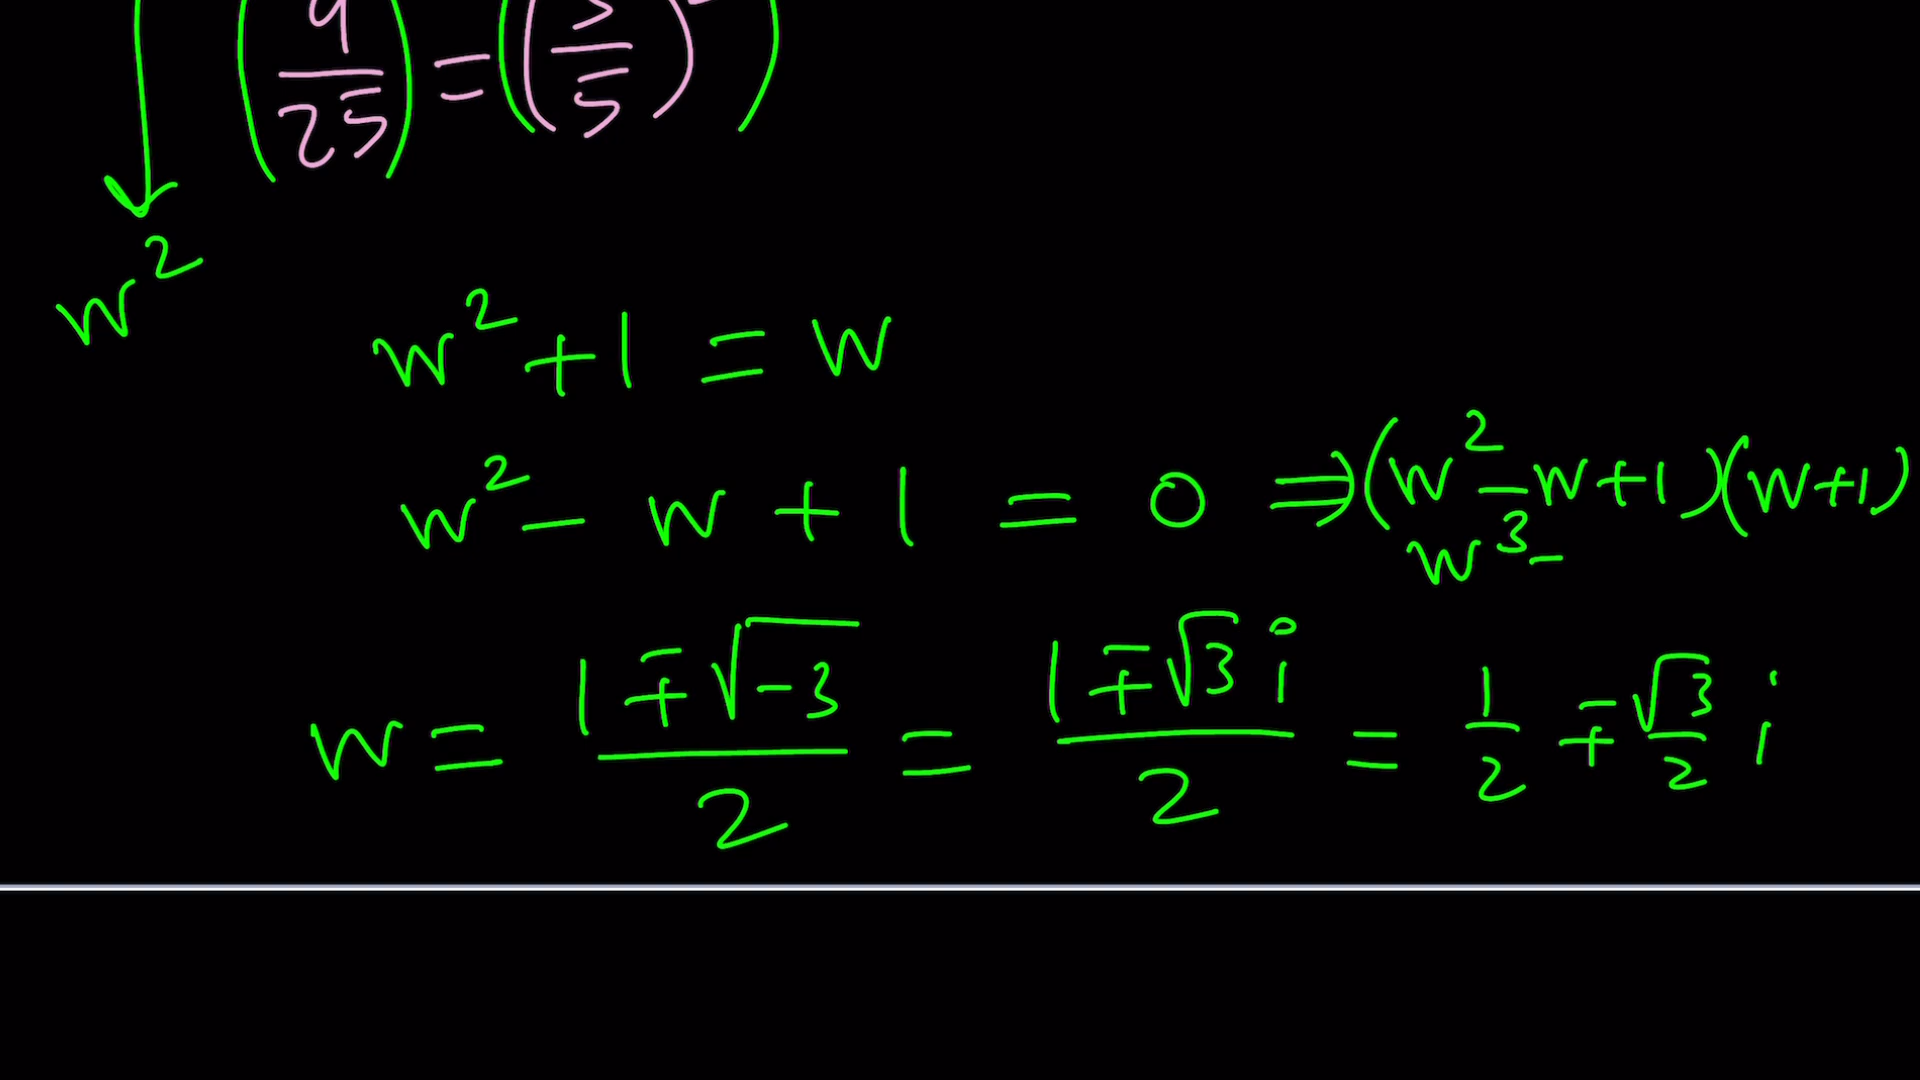 (9/25) = ((3/5)²)
w²
w² + 1 = w
w² - w + 1 = 0 ⇒ (w² - w + 1)(w + 1)
w³ -
w = (1 ∓ √-3)/2 = (1 ∓ √3 i)/2 = 1/2 ∓ √3/2 i